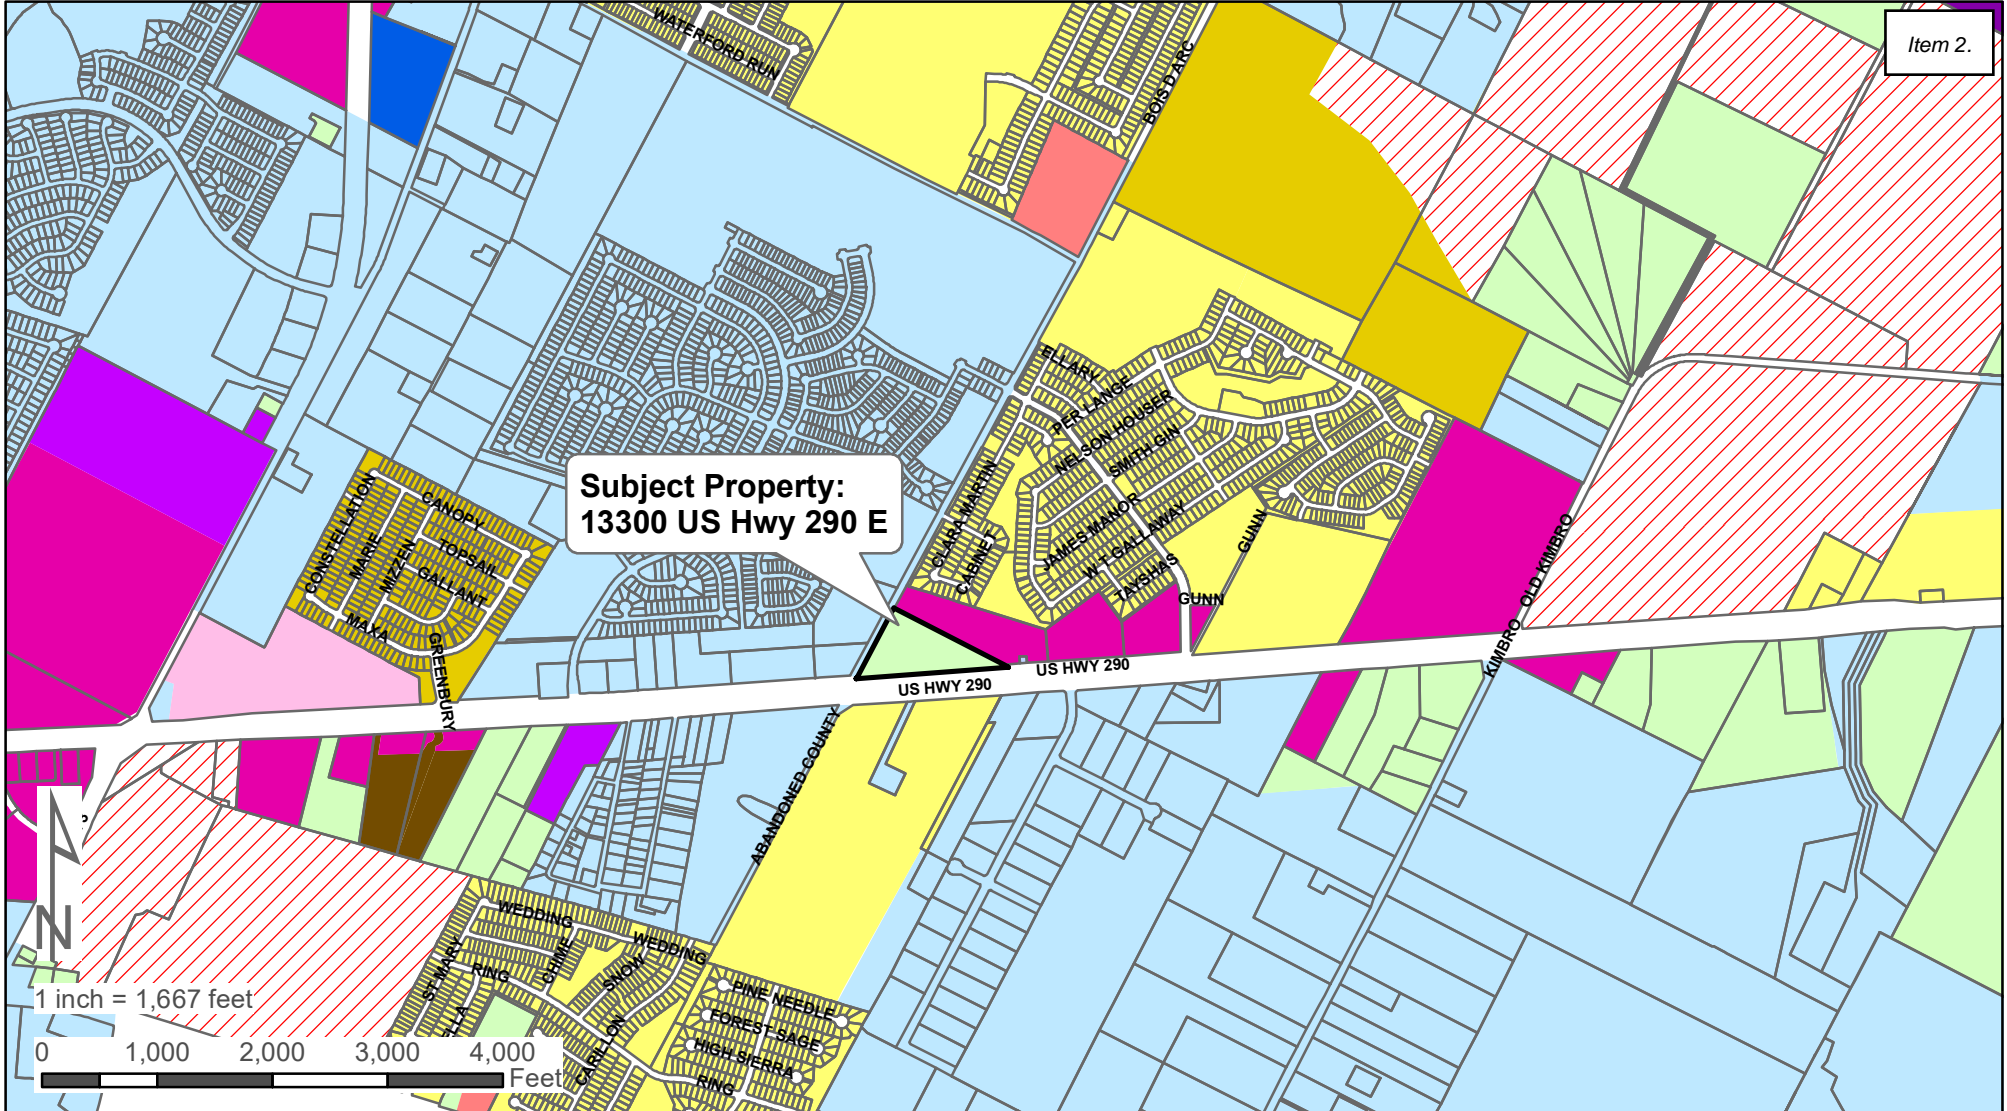 Item 2.
WATERFORD RUN
BOIS D ARC
ELLARY
PER LANGE
NELSON HOUSER
SMITH GIN
CLARA MARTIN
CABINET
JAMES MANOR
W T GALLAWAY
TAYSHAS
GUNN
GUNN
Subject Property:
13300 US Hwy 290 E
CONSTELLATION
MARIE
MIZZEN
CANOPY
TOPSAIL
GALLANT
MAXA
GREENBURY
OLD KIMBRO
KIMBRO
US HWY 290
US HWY 290
ABANDONED COUNTY
WEDDING
WEDDING
ST MARY
RING
CHIME
SNOW
CARILLON
PINE NEEDLE
FOREST SAGE
HIGH SIERRA
RING
N
1 inch = 1,667 feet
0 1,000 2,000 3,000 4,000
Feet